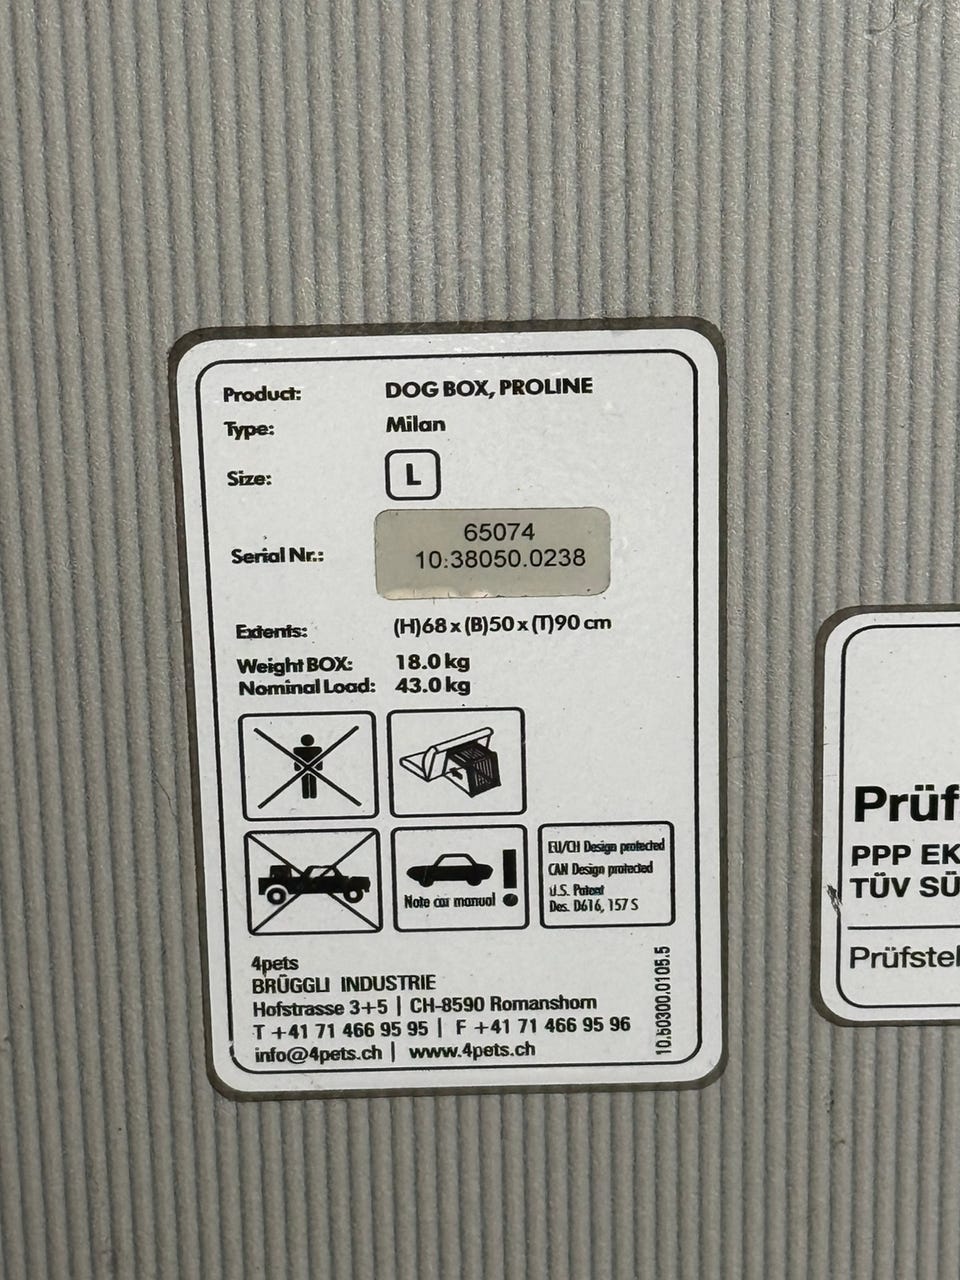 Product: DOG BOX, PROLINE
Type: Milan
Size: L
Serial Nr.: 65074
10:38050.0238
Extents: (H)68 x (B)50 x (T)90 cm
Weight BOX: 18.0 kg
Nominal Load: 43.0 kg
EU/CH Design protected
CAN Design protected
U.S. Patent
Des. D616, 157 S
Note car manual
4pets
BRÜGGLI INDUSTRIE
Hofstrasse 3+5 | CH-8590 Romanshorn
T +41 71 466 95 95 | F +41 71 466 95 96
info@4pets.ch | www.4pets.ch
10.50300.0105.5
Prüf
PPP EK
TÜV SÜ
Prüfstel